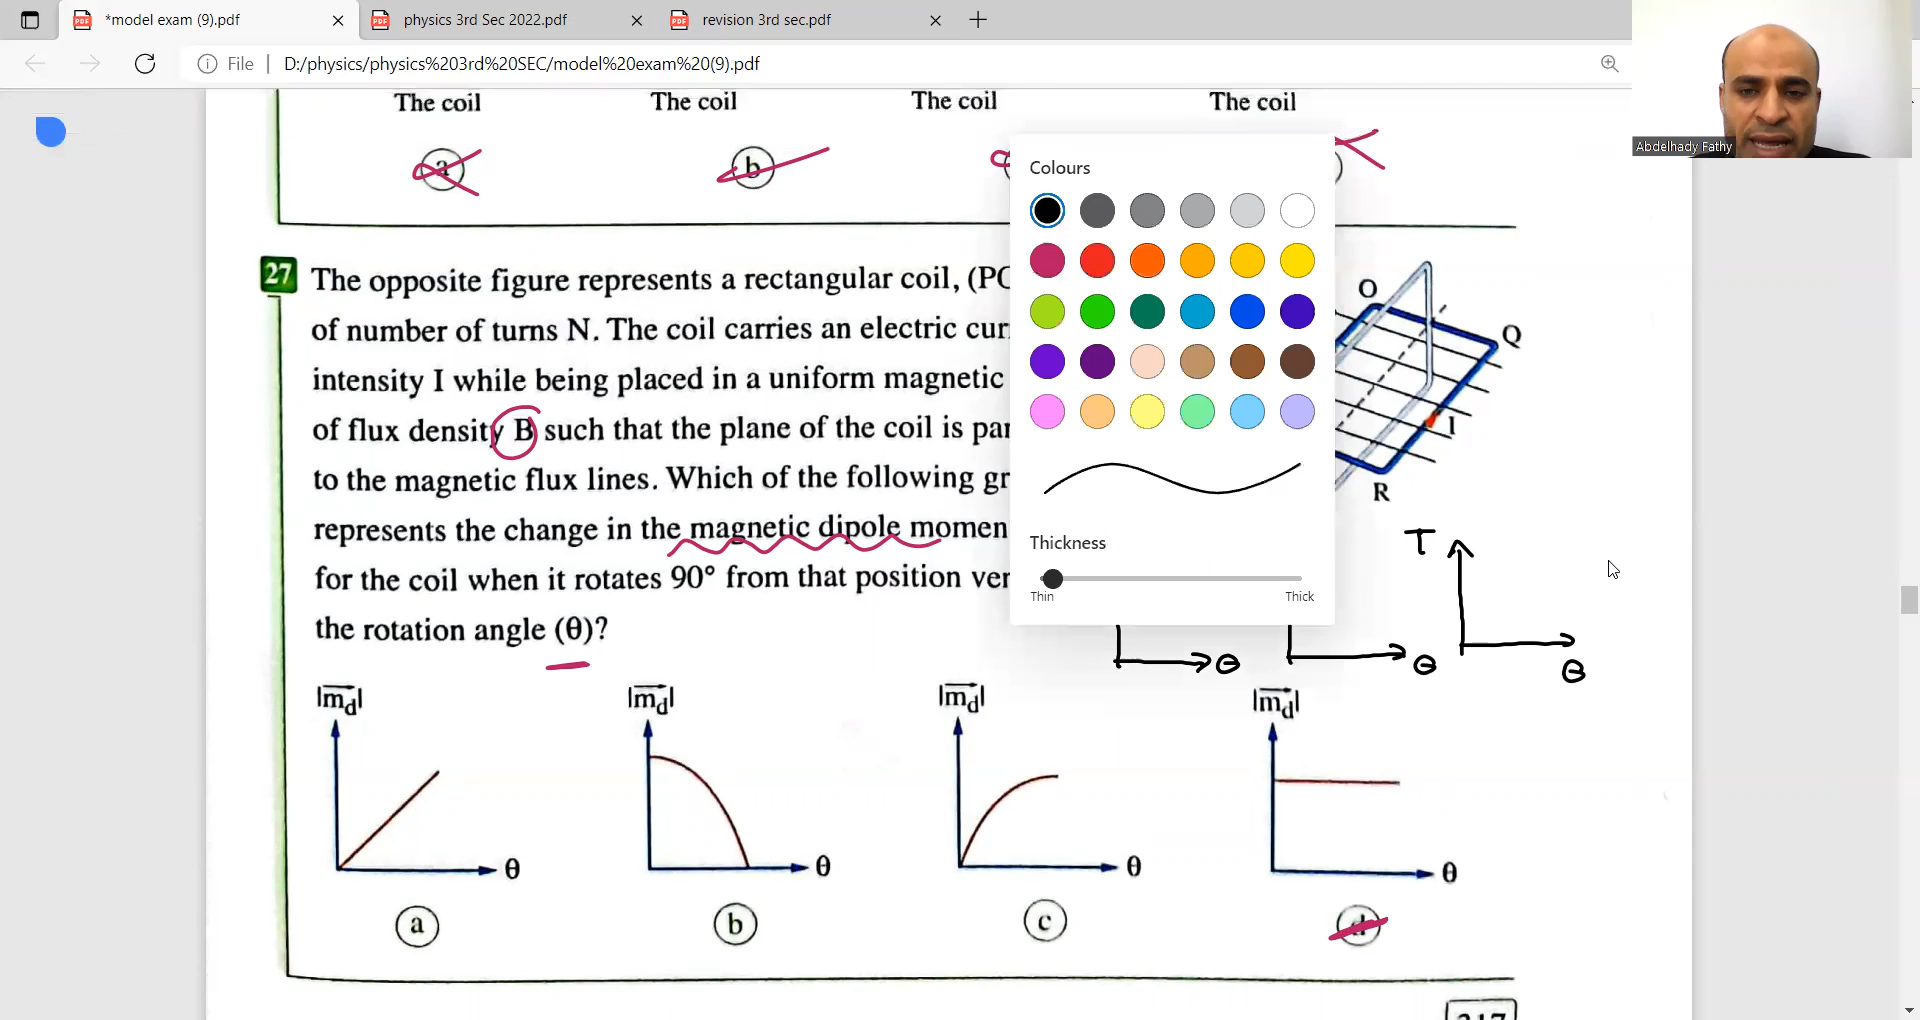 *model exam (9).pdf
physics 3rd Sec 2022.pdf
revision 3rd sec.pdf
File
D:/physics/physics%203rd%20SEC/model%20exam%20(9).pdf
Abdelhady Fathy
The coil
The coil
The coil
The coil
a
b
Colours
Thickness
Thin
Thick
27 The opposite figure represents a rectangular coil, (PO
of number of turns N. The coil carries an electric cur
intensity I while being placed in a uniform magnetic
of flux density B such that the plane of the coil is par
to the magnetic flux lines. Which of the following gr
represents the change in the magnetic dipole momen
for the coil when it rotates 90° from that position ver
the rotation angle (θ)?
O
Q
I
R
T
θ
θ
θ
|md|
|md|
|md|
|md|
θ
θ
θ
θ
a
b
c
d